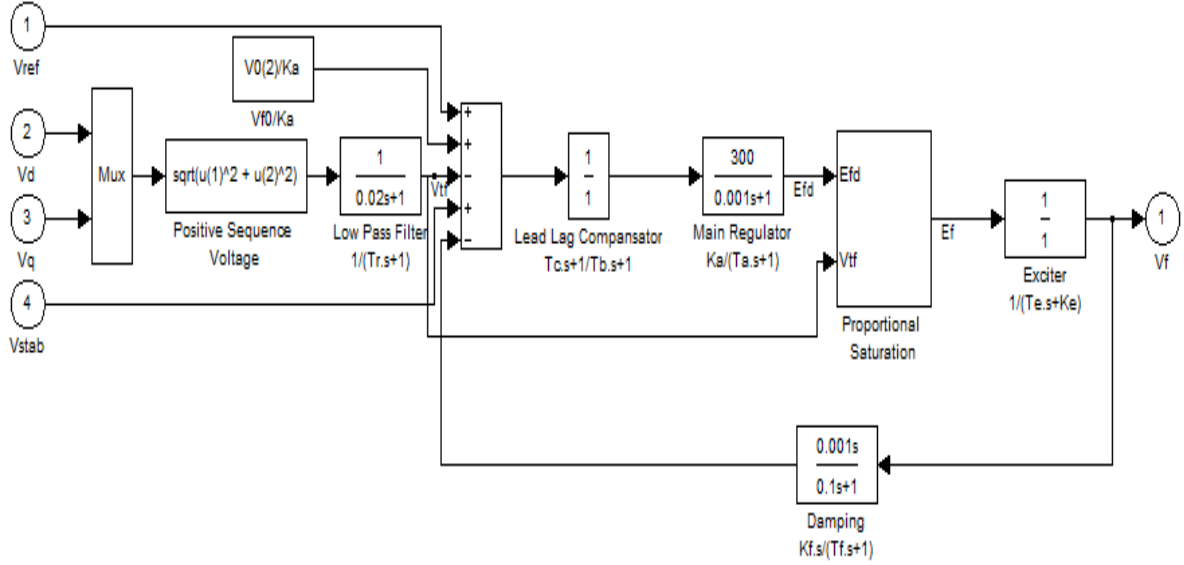 1
Vref
V0(2)/Ka
Vf0/Ka
2
Vd
3
Vq
4
Vstab
Mux
sqrt(u(1)^2 + u(2)^2)
Positive Sequence
Voltage
1
0.02s+1
Low Pass Filter
1/(Tr.s+1)
Vtf
+
+
−
+
−
1
1
Lead Lag Compansator
Tc.s+1/Tb.s+1
300
0.001s+1
Main Regulator
Ka/(Ta.s+1)
Efd
Efd
Vtf
Proportional
Saturation
Ef
1
1
Exciter
1/(Te.s+Ke)
1
Vf
0.001s
0.1s+1
Damping
Kf.s/(Tf.s+1)